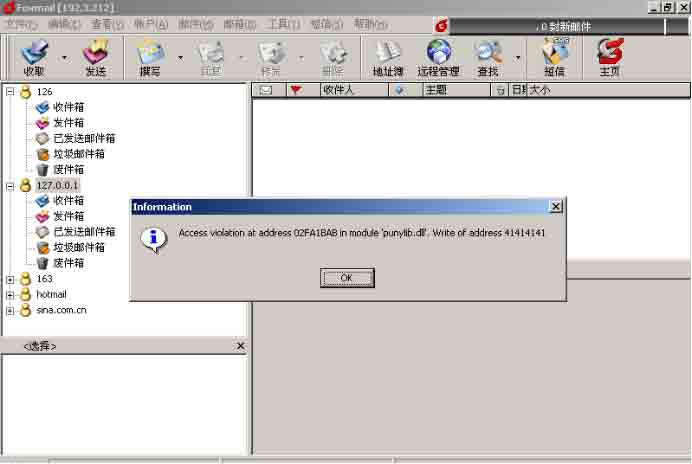 Foxmail [192.3.212]
文件(F) 编辑(E) 查看(V) 帐户(A) 邮件(M) 邮箱(B) 工具(T) 短信(S) 帮助(H)
, 0 封新邮件
收取 发送 撰写 回复 转发 删除 地址簿 远程管理 查找 短信 主页
收件人 主题 日期 大小
126
收件箱
发件箱
已发送邮件箱
垃圾邮件箱
废件箱
127.0.0.1
收件箱
发件箱
已发送邮件箱
垃圾邮件箱
废件箱
163
hotmail
sina.com.cn
Information
Access violation at address 02FA1BAB in module 'punylib.dll'. Write of address 41414141
OK
<选择>